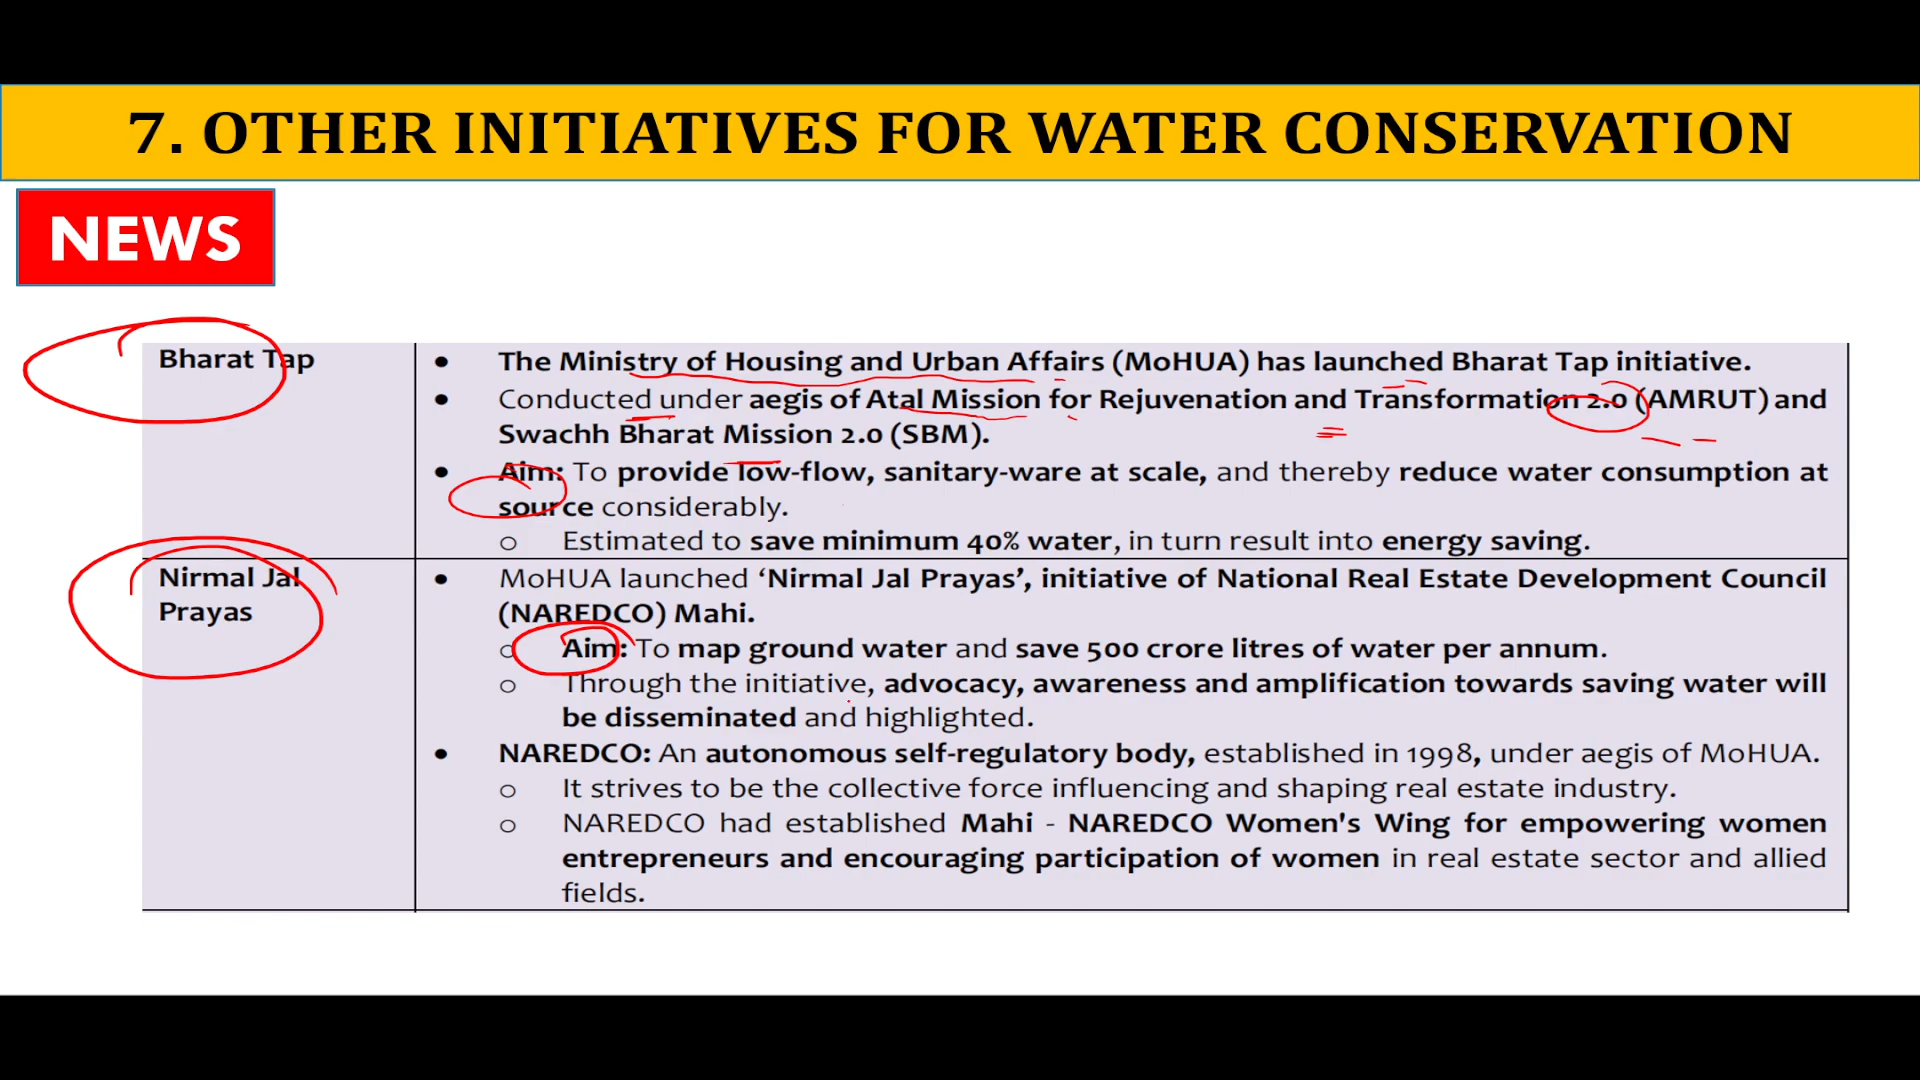 7. OTHER INITIATIVES FOR WATER CONSERVATION
NEWS
Bharat Tap
• The Ministry of Housing and Urban Affairs (MoHUA) has launched Bharat Tap initiative.
• Conducted under aegis of Atal Mission for Rejuvenation and Transformation 2.0 (AMRUT) and
Swachh Bharat Mission 2.0 (SBM).
• Aim: To provide low-flow, sanitary-ware at scale, and thereby reduce water consumption at
source considerably.
o Estimated to save minimum 40% water, in turn result into energy saving.
Nirmal Jal
Prayas
• MoHUA launched ‘Nirmal Jal Prayas’, initiative of National Real Estate Development Council
(NAREDCO) Mahi.
o Aim: To map ground water and save 500 crore litres of water per annum.
o Through the initiative, advocacy, awareness and amplification towards saving water will
be disseminated and highlighted.
• NAREDCO: An autonomous self-regulatory body, established in 1998, under aegis of MoHUA.
o It strives to be the collective force influencing and shaping real estate industry.
o NAREDCO had established Mahi - NAREDCO Women's Wing for empowering women
entrepreneurs and encouraging participation of women in real estate sector and allied
fields.